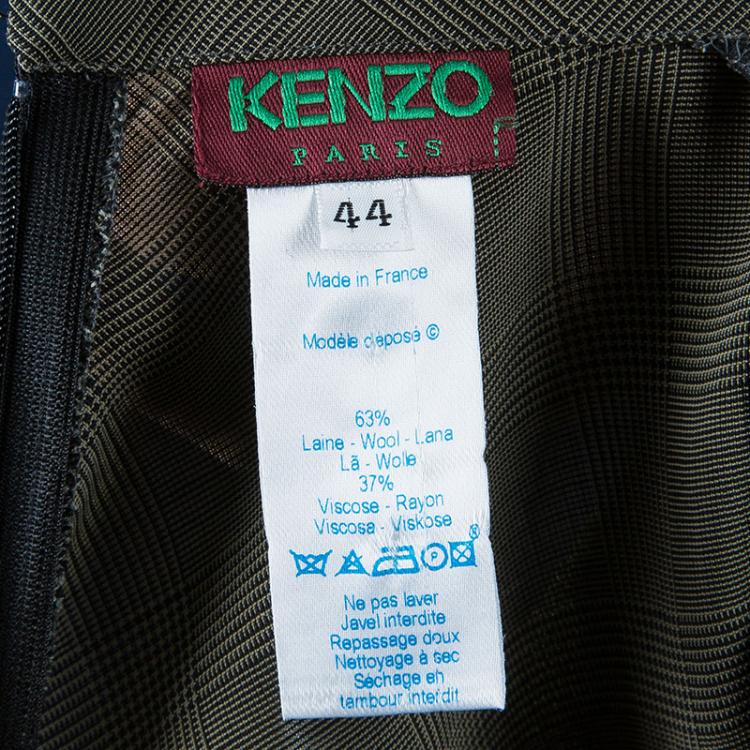 KENZO
PARIS
44
Made in France
Modèle déposé ©
63%
Laine - Wool - Lana
Lã - Wolle
37%
Viscose - Rayon
Viscosa - Viskose
P
Ne pas laver
Javel interdite
Repassage doux
Nettoyage à sec
Séchage en
tambour interdit